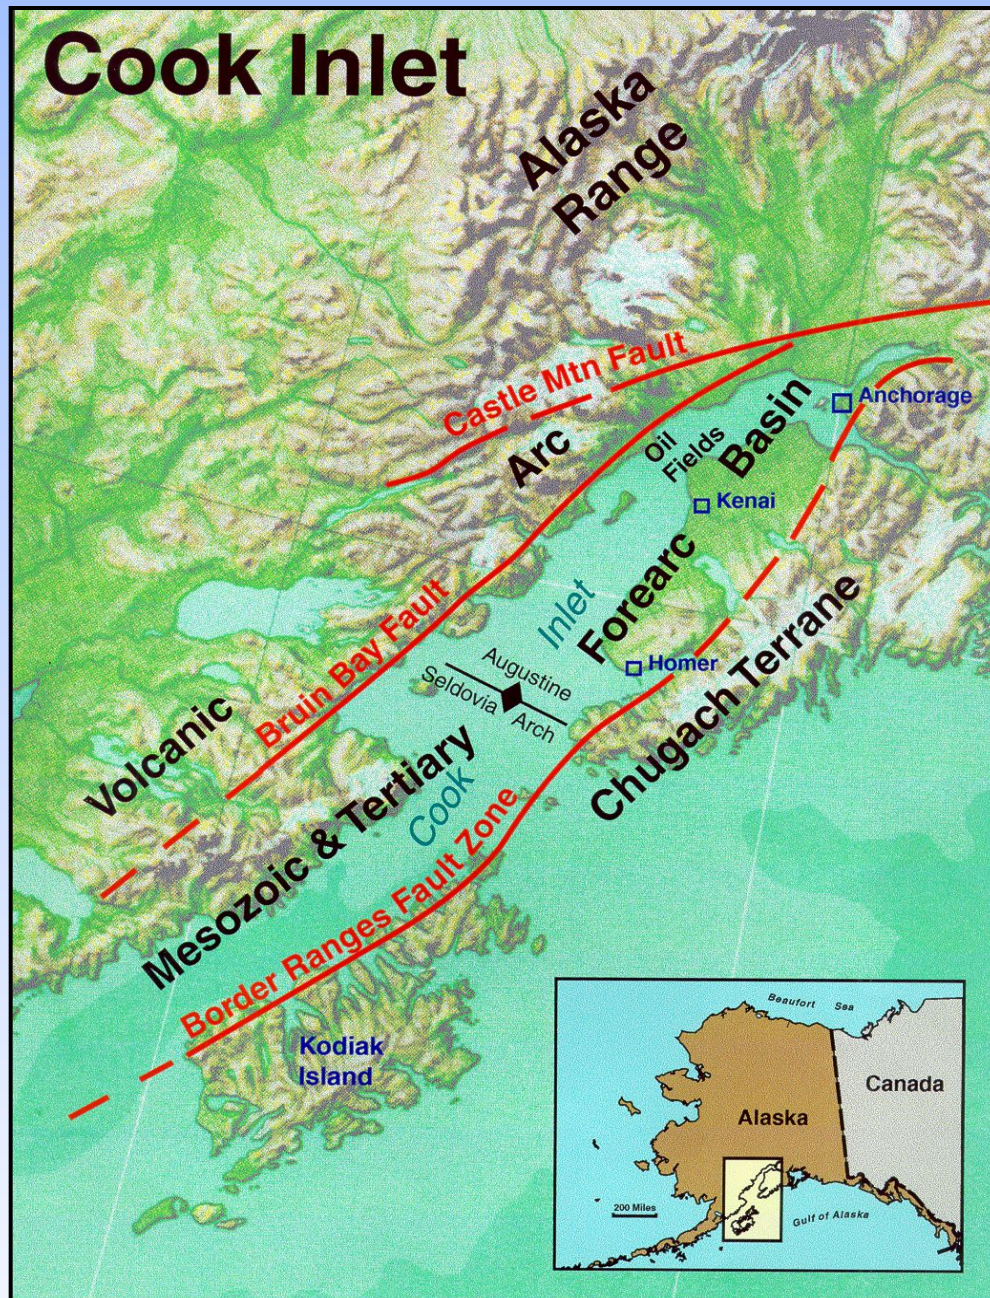 Cook Inlet
Alaska
Range
Castle Mtn Fault
Anchorage
Arc
Oil
Fields
Basin
Kenai
Inlet
Forearc
Bruin Bay Fault
Homer
Augustine
Seldovia
Arch
Chugach Terrane
Volcanic
Mesozoic & Tertiary
Cook
Border Ranges Fault Zone
Kodiak
Island
Beaufort Sea
Canada
Alaska
200 Miles
Gulf of Alaska